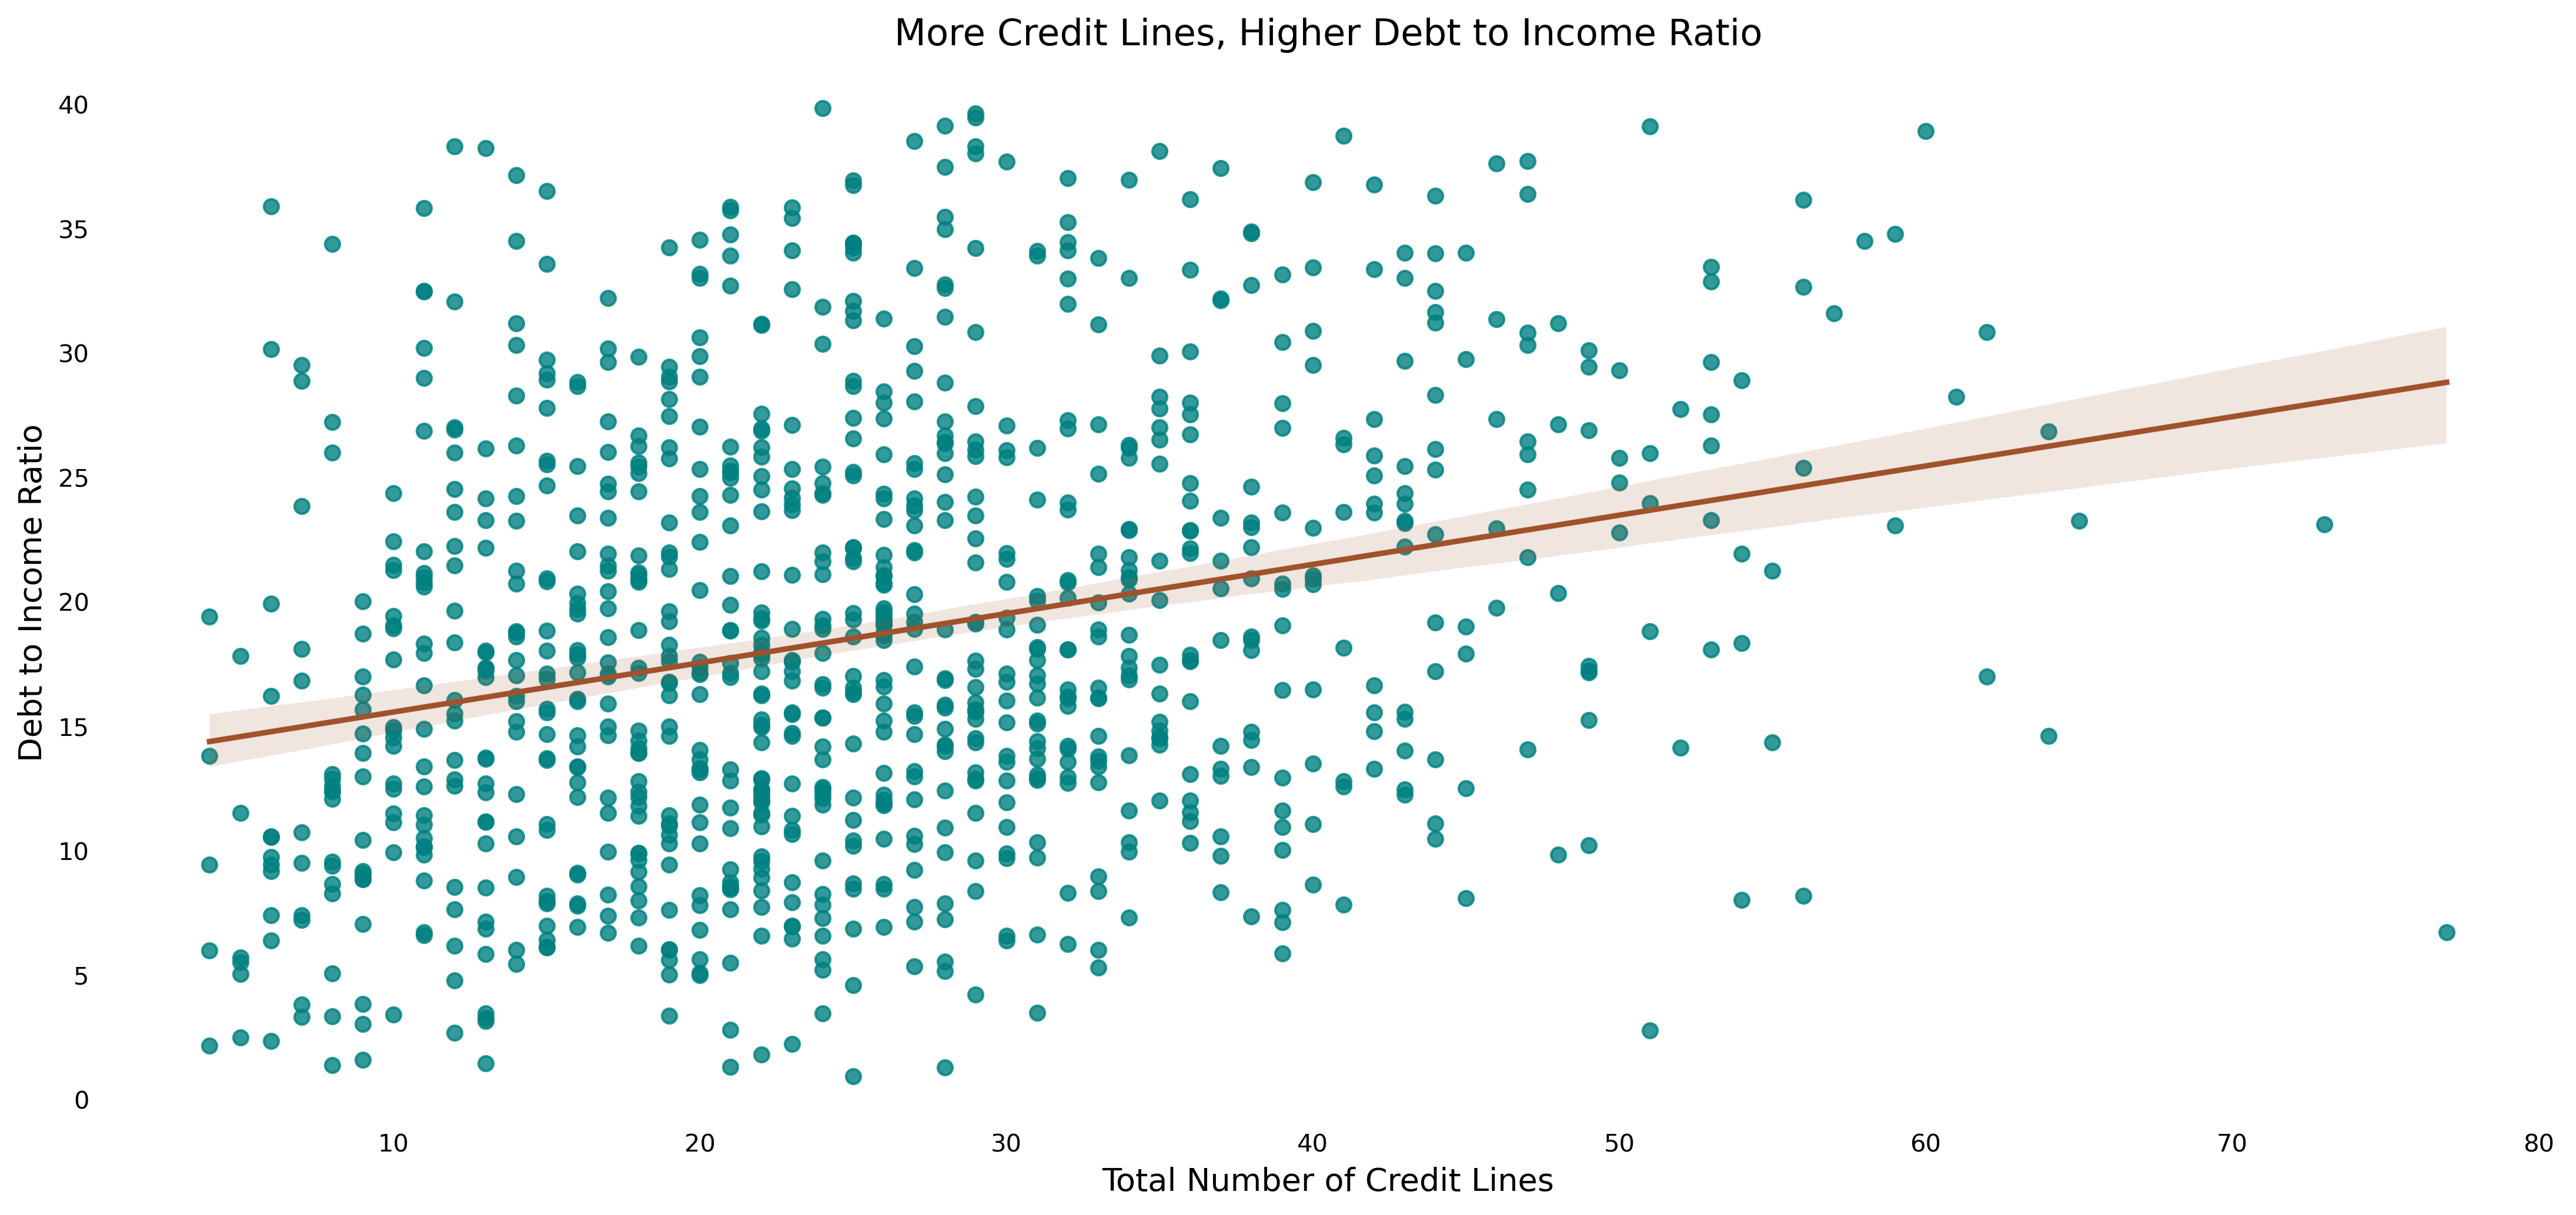 More Credit Lines, Higher Debt to Income Ratio
40
35
30
25
20
15
10
5
0
Debt to Income Ratio
10 20 30 40 50 60 70 80
Total Number of Credit Lines